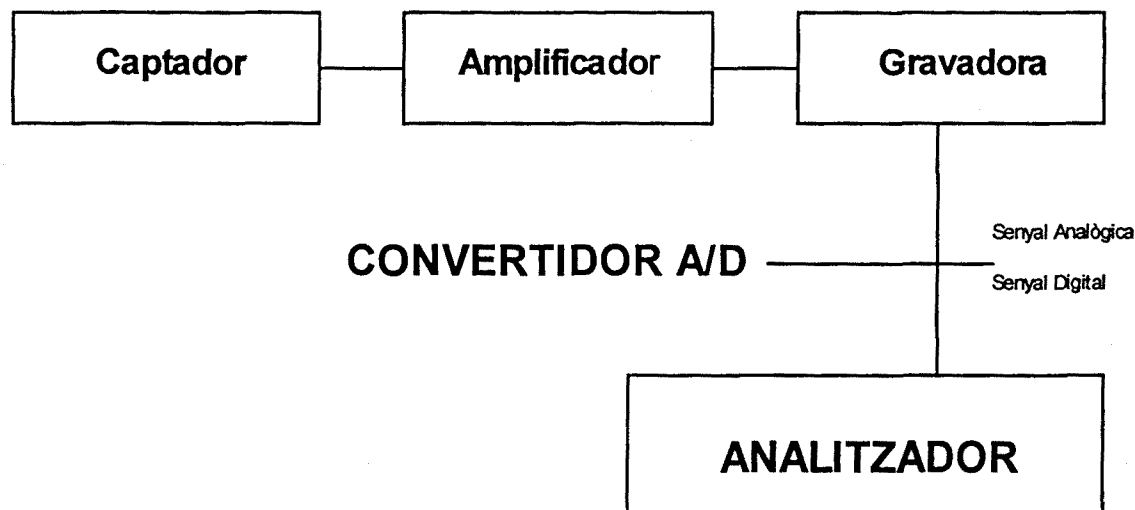 Captador
Amplificador
Gravadora
Senyal Analògica
CONVERTIDOR A/D
Senyal Digital
ANALITZADOR